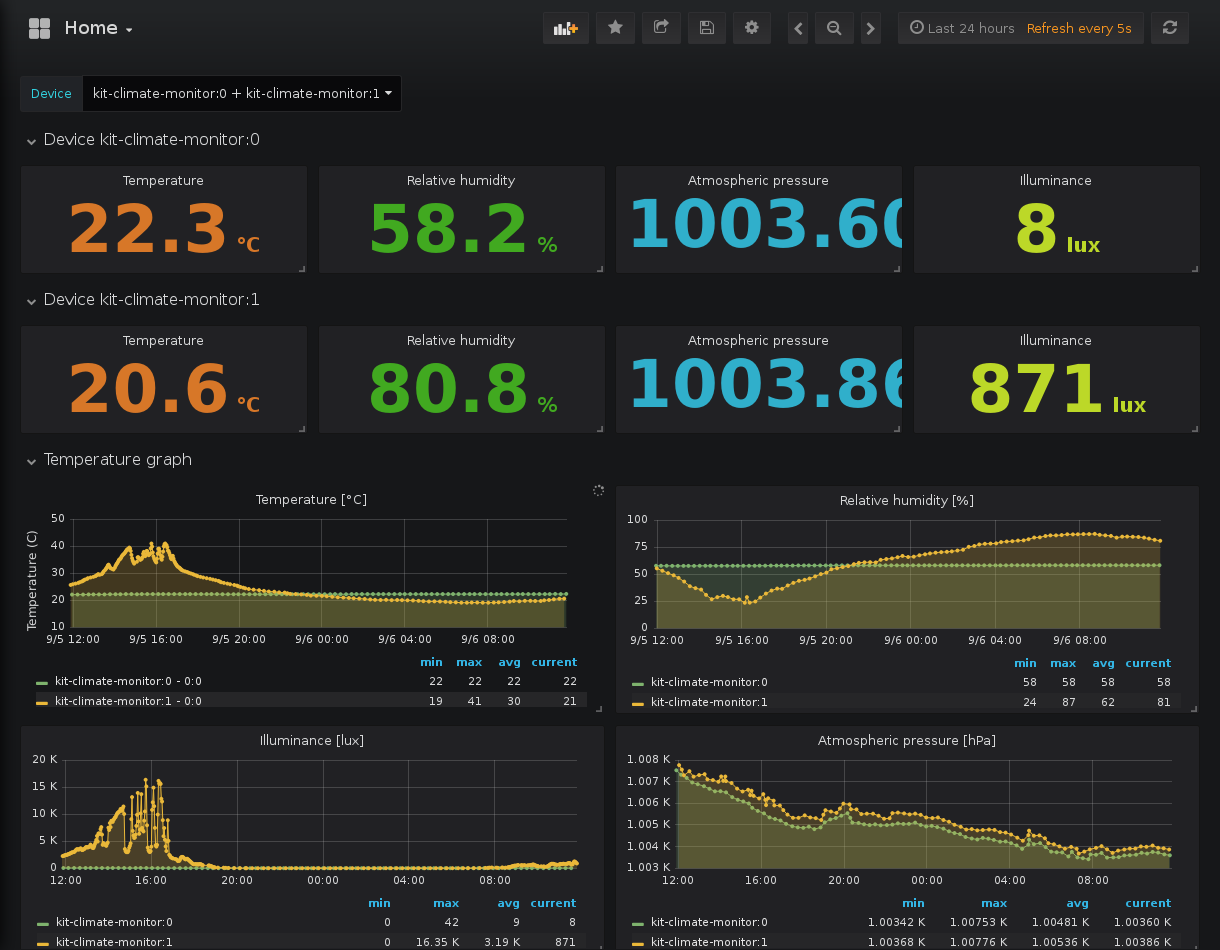 Home
Last 24 hours Refresh every 5s
Device kit-climate-monitor:0 + kit-climate-monitor:1
Device kit-climate-monitor:0
Temperature Relative humidity Atmospheric pressure Illuminance
22.3 °C 58.2 % 1003.60 8 lux
Device kit-climate-monitor:1
Temperature Relative humidity Atmospheric pressure Illuminance
20.6 °C 80.8 % 1003.86 871 lux
Temperature graph
Temperature [°C]
Temperature (C)
50
40
30
20
10
9/5 12:00 9/5 16:00 9/5 20:00 9/6 00:00 9/6 04:00 9/6 08:00
min max avg current
kit-climate-monitor:0 - 0:0 22 22 22 22
kit-climate-monitor:1 - 0:0 19 41 30 21
Relative humidity [%]
100
75
50
25
0
9/5 12:00 9/5 16:00 9/5 20:00 9/6 00:00 9/6 04:00 9/6 08:00
min max avg current
kit-climate-monitor:0 58 58 58 58
kit-climate-monitor:1 24 87 62 81
Illuminance [lux]
20 K
15 K
10 K
5 K
0
12:00 16:00 20:00 00:00 04:00 08:00
min max avg current
kit-climate-monitor:0 0 42 9 8
kit-climate-monitor:1 0 16.35 K 3.19 K 871
Atmospheric pressure [hPa]
1.008 K
1.007 K
1.006 K
1.005 K
1.004 K
1.003 K
12:00 16:00 20:00 00:00 04:00 08:00
min max avg current
kit-climate-monitor:0 1.00342 K 1.00753 K 1.00481 K 1.00360 K
kit-climate-monitor:1 1.00368 K 1.00776 K 1.00536 K 1.00386 K